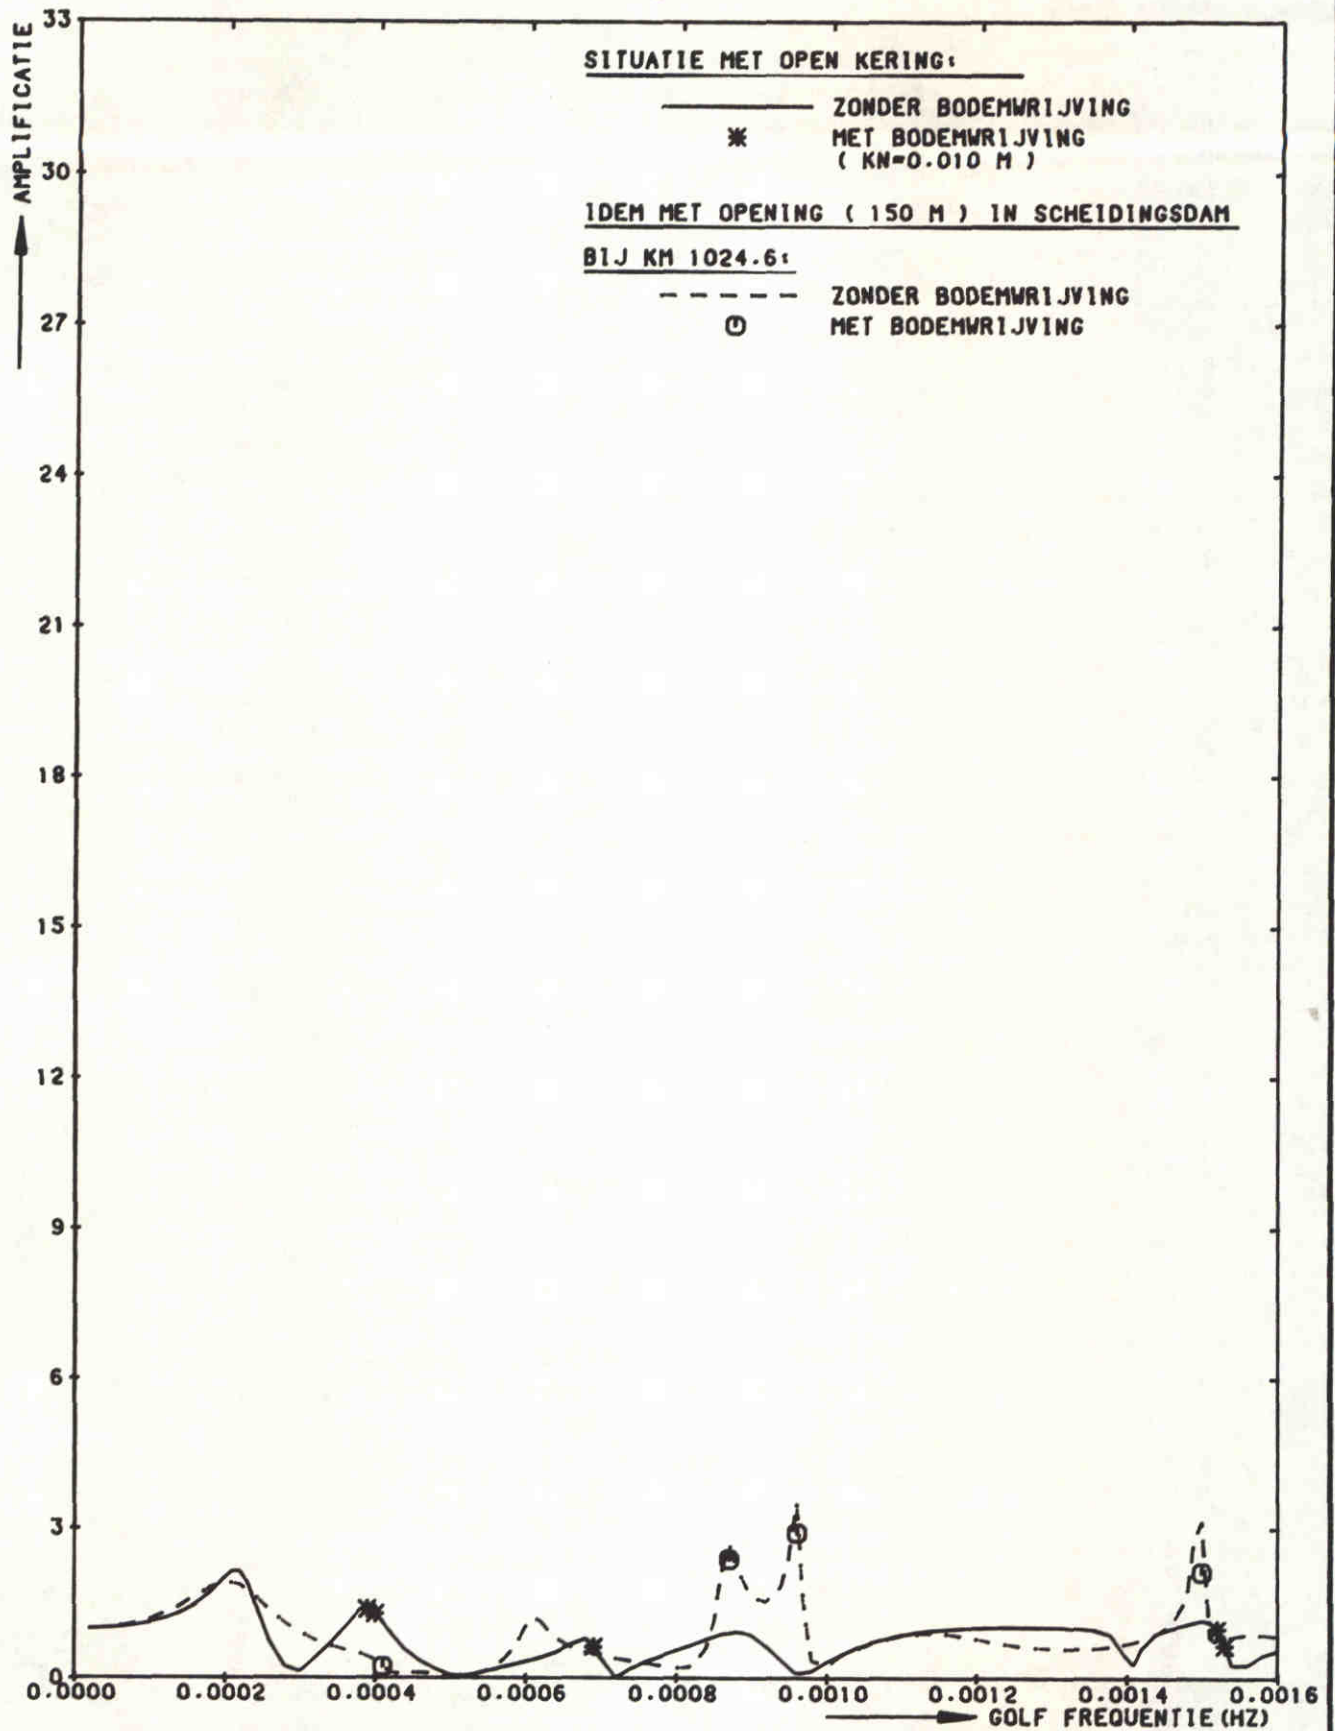 AMPLIFICATIE
33
30
27
24
21
18
15
12
9
6
3
0
SITUATIE MET OPEN KERING:
ZONDER BODEMWRIJVING
MET BODEMWRIJVING
( KN=0.010 M )
IDEM MET OPENING ( 150 M ) IN SCHEIDINGSDAM
BIJ KM 1024.6:
ZONDER BODEMWRIJVING
MET BODEMWRIJVING
0.0000 0.0002 0.0004 0.0006 0.0008 0.0010 0.0012 0.0014 0.0016
GOLF FREQUENTIE (HZ)